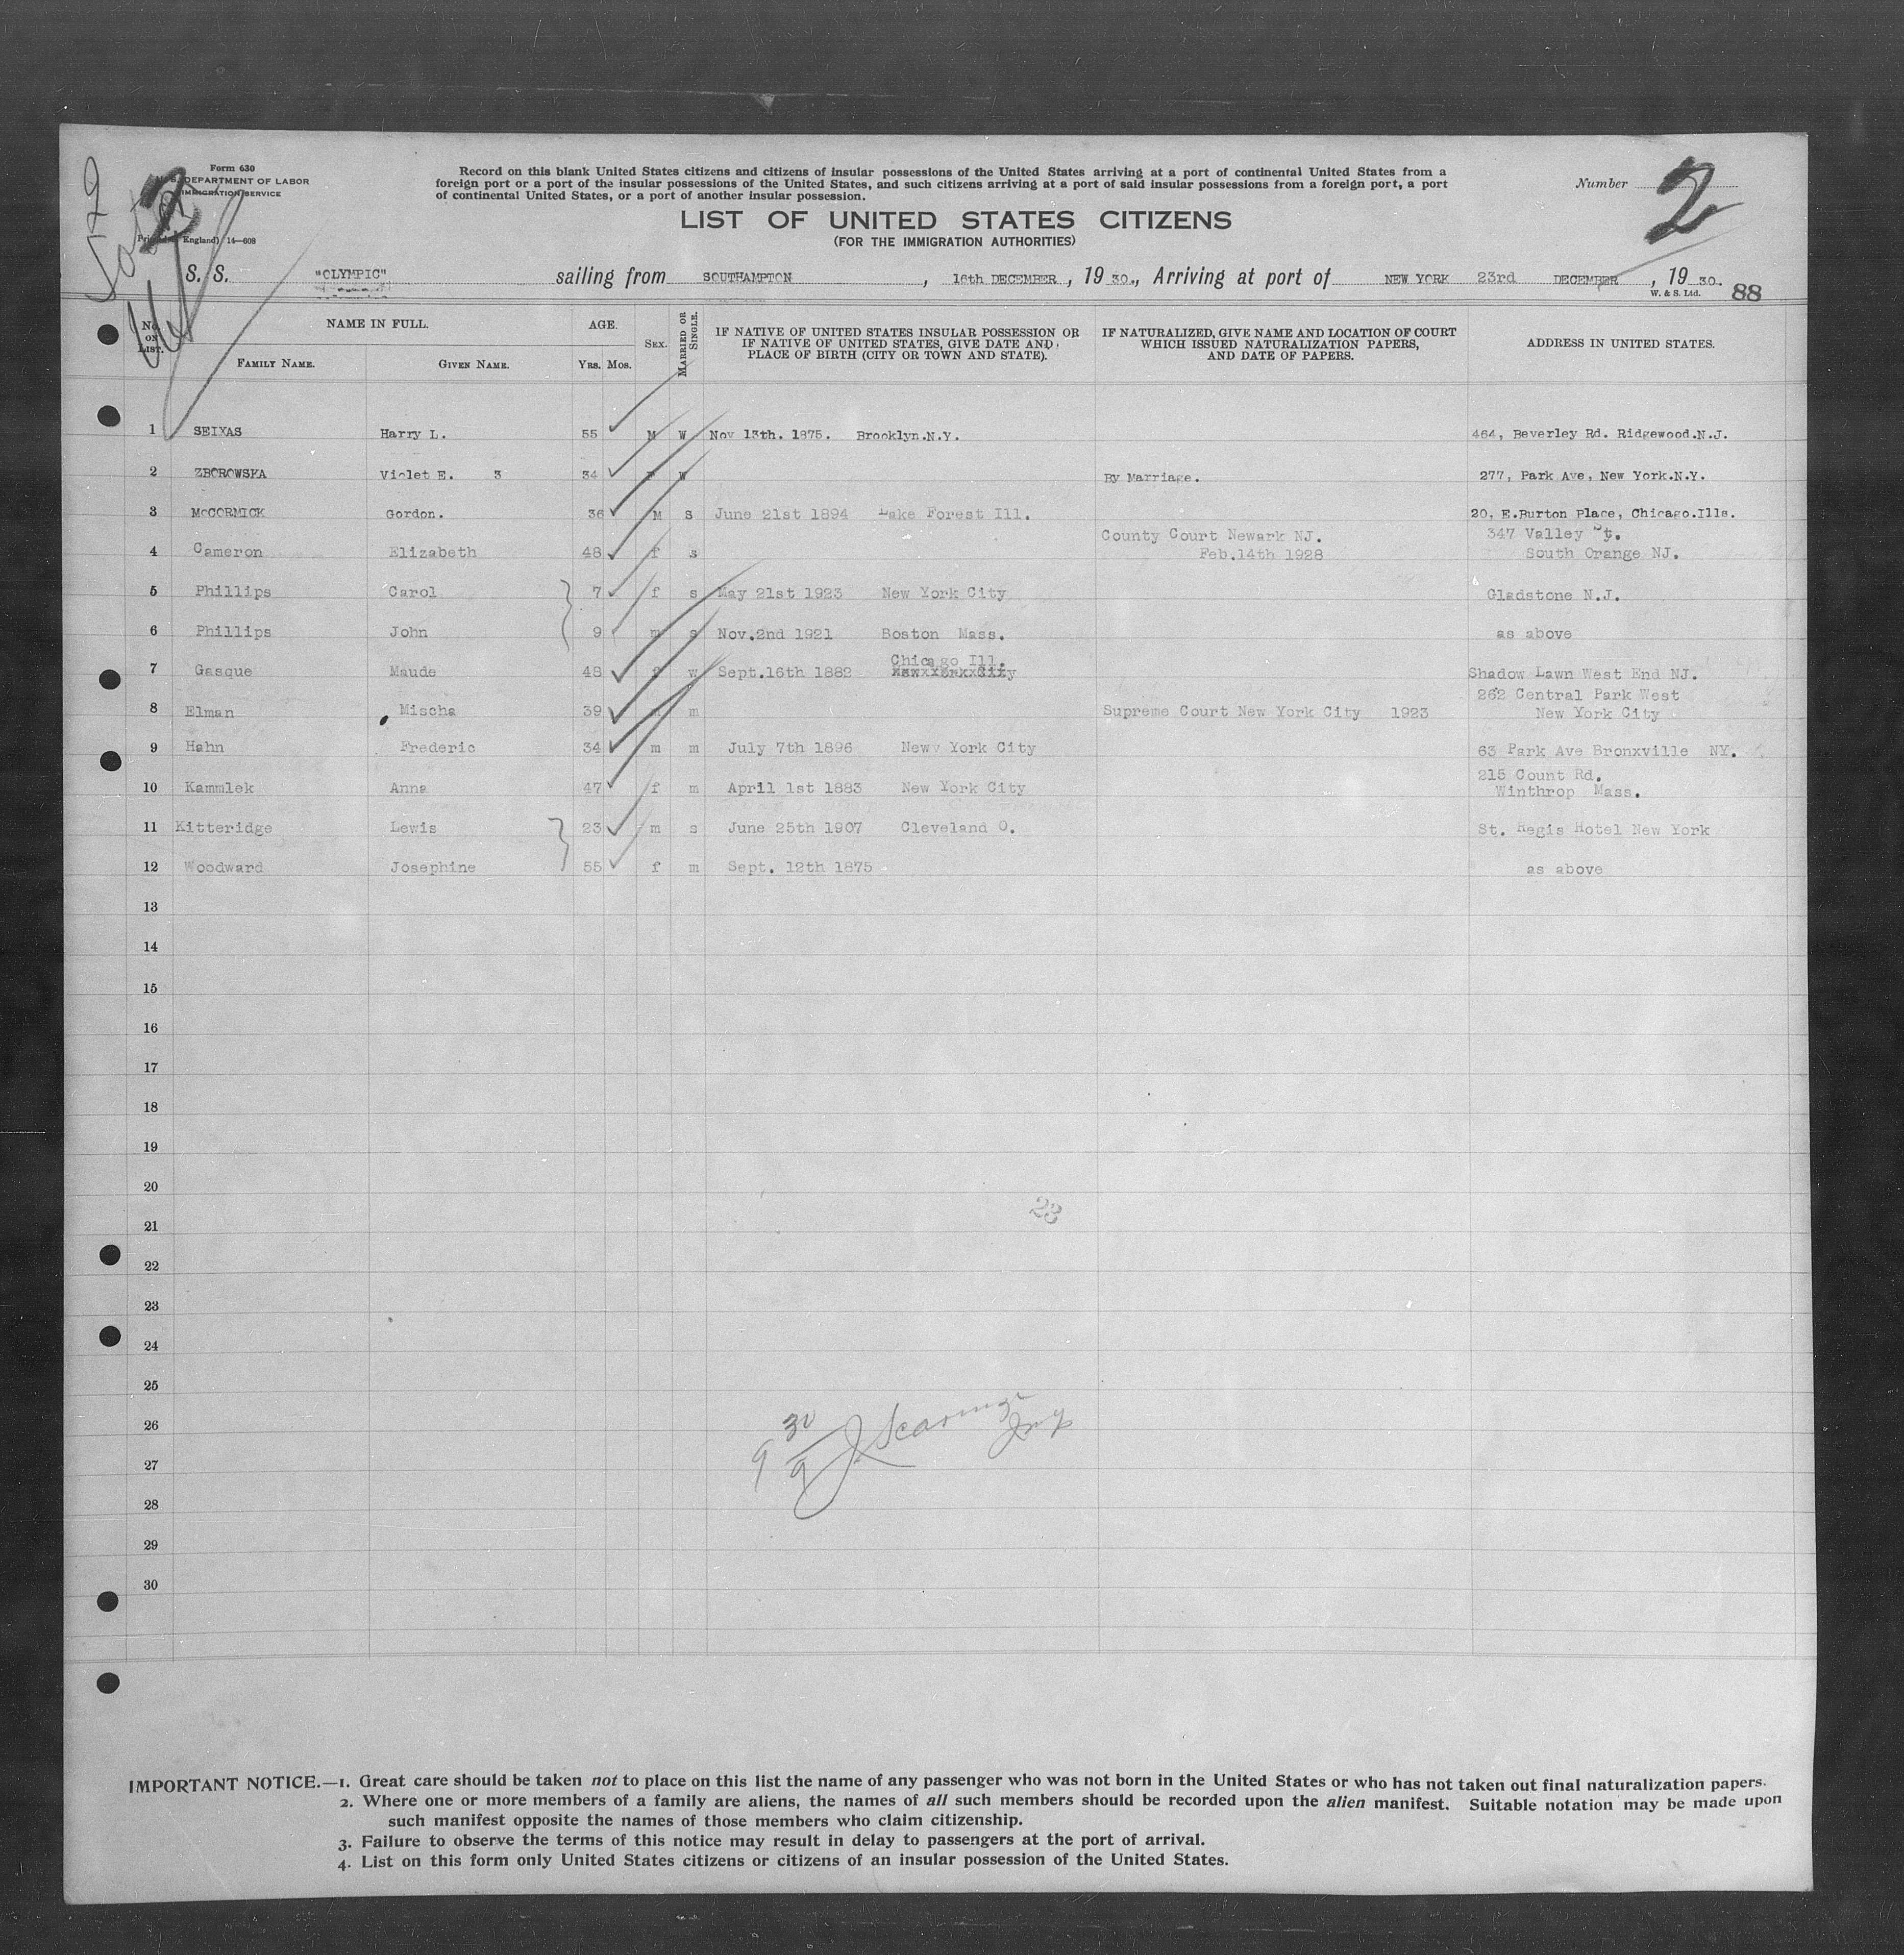 Form 630
U. S. DEPARTMENT OF LABOR
IMMIGRATION SERVICE
England) 14—608
Record on this blank United States citizens and citizens of insular possessions of the United States arriving at a port of continental United States from a
foreign port or a port of the insular possessions of the United States, and such citizens arriving at a port of said insular possessions from a foreign port, a port
of continental United States, or a port of another insular possession.
Number 2
LIST OF UNITED STATES CITIZENS
(FOR THE IMMIGRATION AUTHORITIES)
S. S. "OLYMPIC" sailing from SOUTHAMPTON, 16th DECEMBER, 19 30., Arriving at port of NEW YORK 23rd DECEMBER, 19 30.
W. & S. Ltd. 88
No. ON LIST. NAME IN FULL. AGE. SEX. MARRIED OR SINGLE. IF NATIVE OF UNITED STATES INSULAR POSSESSION OR IF NATIVE OF UNITED STATES, GIVE DATE AND PLACE OF BIRTH (CITY OR TOWN AND STATE). IF NATURALIZED, GIVE NAME AND LOCATION OF COURT WHICH ISSUED NATURALIZATION PAPERS, AND DATE OF PAPERS. ADDRESS IN UNITED STATES.
FAMILY NAME. GIVEN NAME. YRS. MOS.
1 SEIXAS Harry L. 55 M W Nov 13th. 1875. Brooklyn.N.Y. 464, Beverley Rd. Ridgewood.N.J.
2 ZBOROWSKA Violet E. 3 34 F W By Marriage. 277, Park Ave, New York.N.Y.
3 McCORMICK Gordon. 36 M S June 21st 1894 Lake Forest Ill. 20, E.Burton Place, Chicago.Ills.
4 Cameron Elizabeth 48 f s County Court Newark NJ. Feb.14th 1928 347 Valley St. South Orange NJ.
5 Phillips Carol 7 f s May 21st 1923 New York City Gladstone N.J.
6 Phillips John 9 m s Nov.2nd 1921 Boston Mass. as above
7 Gasque Maude 48 f w Sept.16th 1882 Chicago Ill. Shadow Lawn West End NJ.
8 Elman Mischa 39 m m Supreme Court New York City 1923 262 Central Park West New York City
9 Hahn Frederic 34 m m July 7th 1896 New York City 63 Park Ave Bronxville NY.
10 Kammlek Anna 47 f m April 1st 1883 New York City 215 Count Rd. Winthrop Mass.
11 Kitteridge Lewis 23 m s June 25th 1907 Cleveland O. St. Regis Hotel New York
12 Woodward Josephine 55 f m Sept. 12th 1875 as above
13
14
15
16
17
18
19
20
21
22
23
24
25
26
27
28
29
30
23
IMPORTANT NOTICE.—1. Great care should be taken not to place on this list the name of any passenger who was not born in the United States or who has not taken out final naturalization papers.
2. Where one or more members of a family are aliens, the names of all such members should be recorded upon the alien manifest. Suitable notation may be made upon
such manifest opposite the names of those members who claim citizenship.
3. Failure to observe the terms of this notice may result in delay to passengers at the port of arrival.
4. List on this form only United States citizens or citizens of an insular possession of the United States.